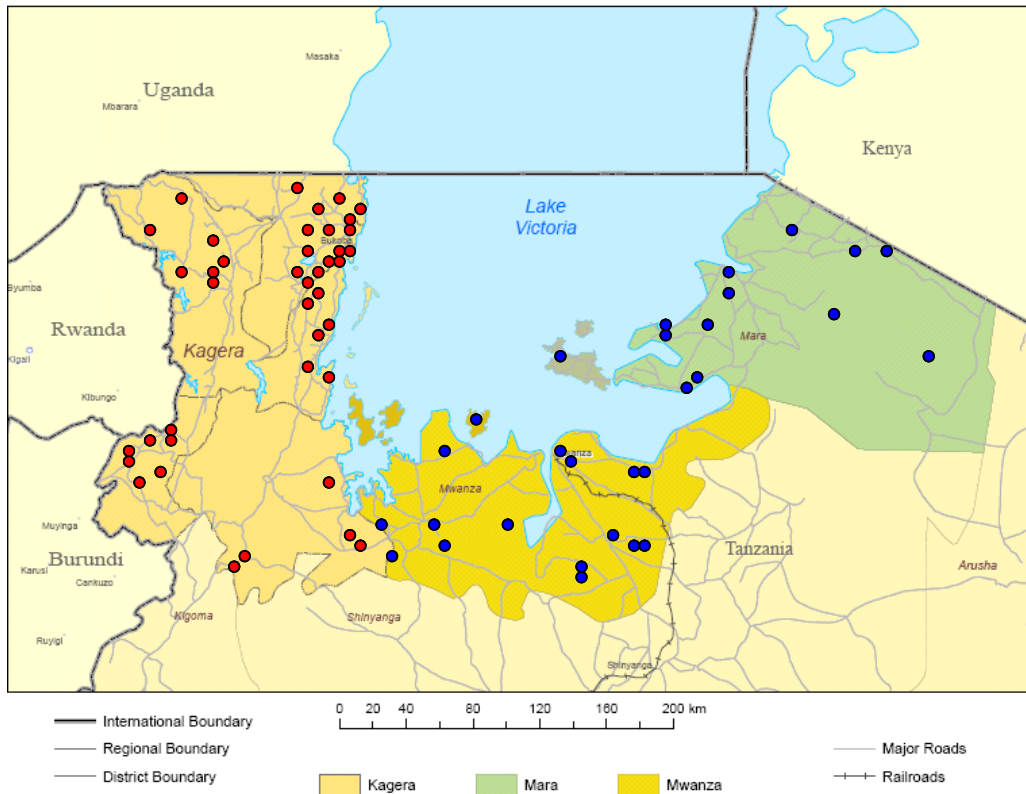 Masaka
Uganda
Mbarara
Kenya
Lake
Victoria
Bukoba
Byumba
Rwanda
Kigali
Kagera
Mara
Kibungo
Mwanza
Muyinga
Burundi
Karusi
Cankuzo
Tanzania
Arusha
Kigoma
Shinyanga
Ruyigi
Shinyanga
0 40 80 120 160 200 km
International Boundary
Regional Boundary
Major Roads
District Boundary
Railroads
Kagera
Mara
Mwanza